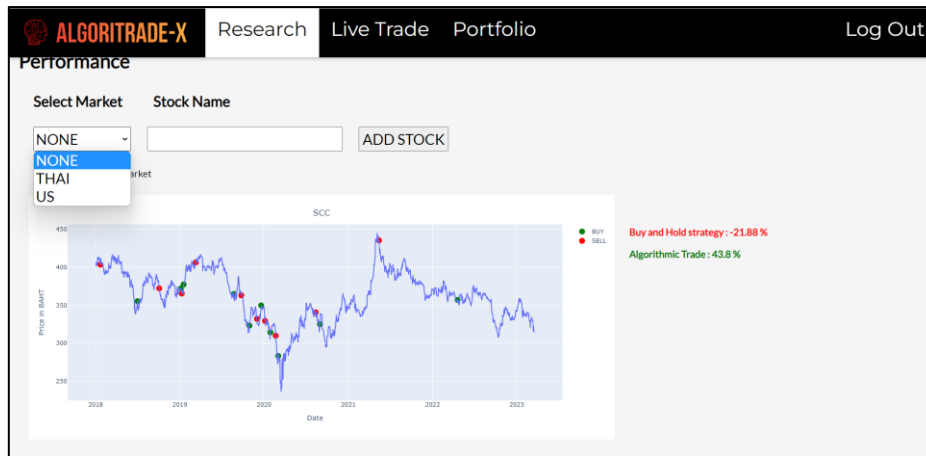 ALGORITRADE-X Research Live Trade Portfolio Log Out
Performance
Select Market Stock Name
NONE ADD STOCK
NONE
THAI
US
SCC
450
400
350
300
250
Price in BAHT
2018 2019 2020 2021 2022 2023
Date
BUY
SELL
Buy and Hold strategy : -21.88 %
Algorithmic Trade : 43.8 %